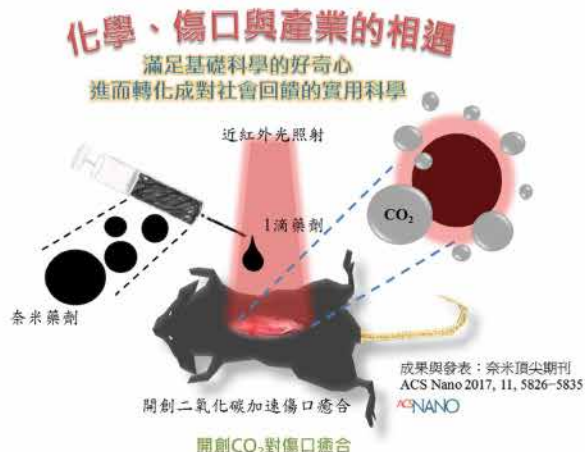 化學、傷口與產業的相遇
滿足基礎科學的好奇心
進而轉化成對社會回饋的實用科學
近紅外光照射
1滴藥劑
CO₂
奈米藥劑
成果與發表：奈米頂尖期刊
ACS Nano 2017, 11, 5826−5835
ACSNANO
開創二氧化碳加速傷口癒合
開創CO₂對傷口癒合